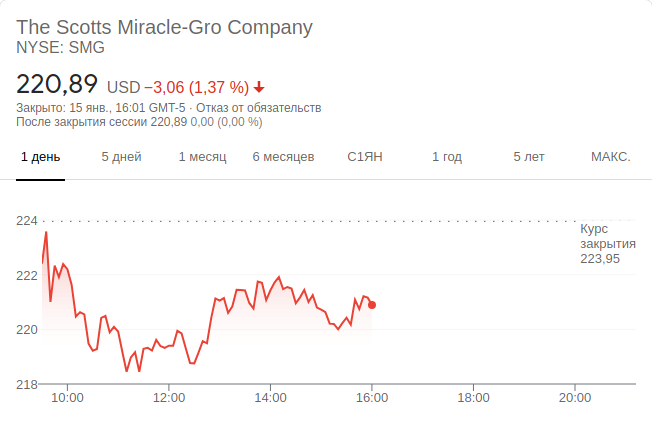 The Scotts Miracle-Gro Company
NYSE: SMG
220,89 USD −3,06 (1,37 %)
Закрыто: 15 янв., 16:01 GMT-5 · Отказ от обязательств
После закрытия сессии 220,89 0,00 (0,00 %)
1 день 5 дней 1 месяц 6 месяцев С1ЯН 1 год 5 лет МАКС.
224
Курс
закрытия
223,95
222
220
218
10:00 12:00 14:00 16:00 18:00 20:00